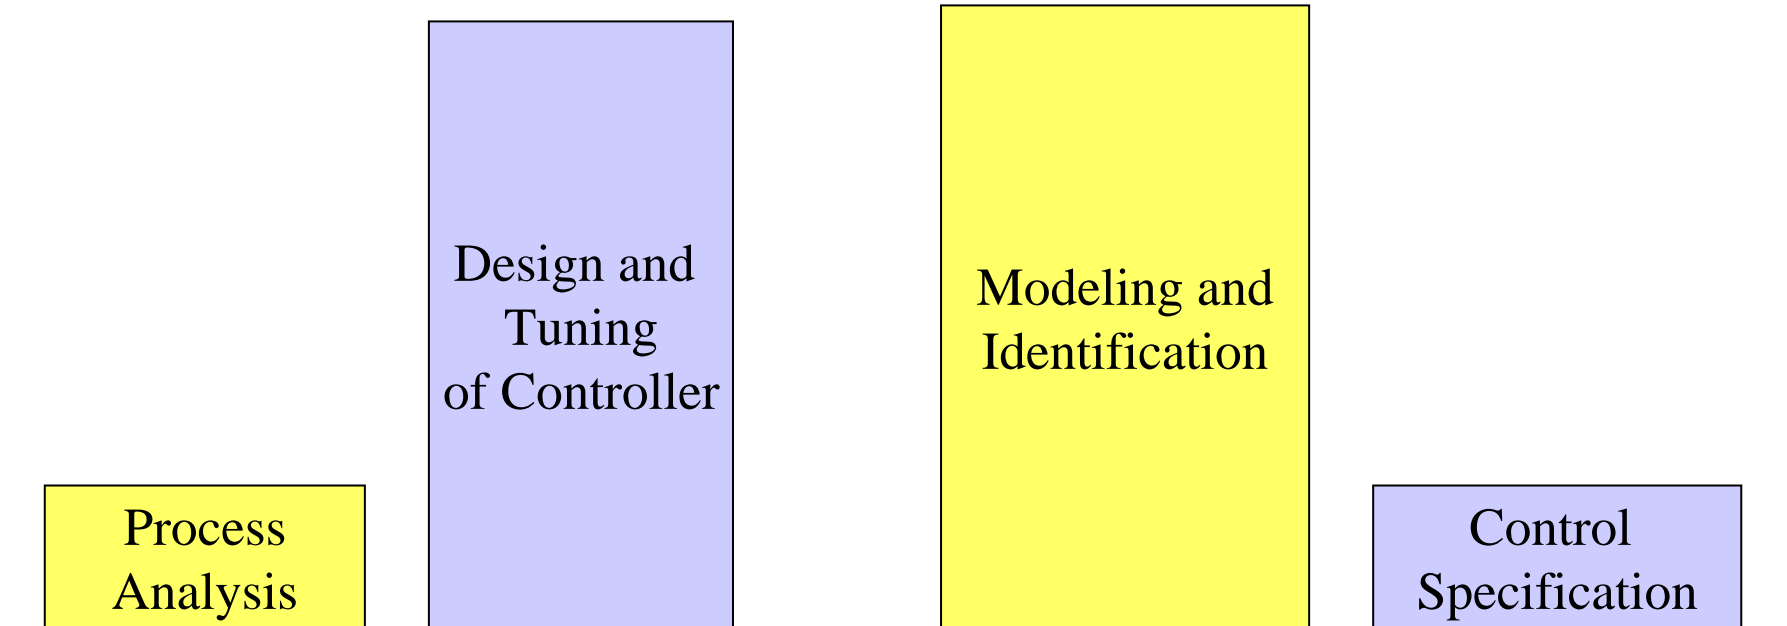 Design and
Tuning
of Controller
Modeling and
Identification
Process
Analysis
Control
Specification